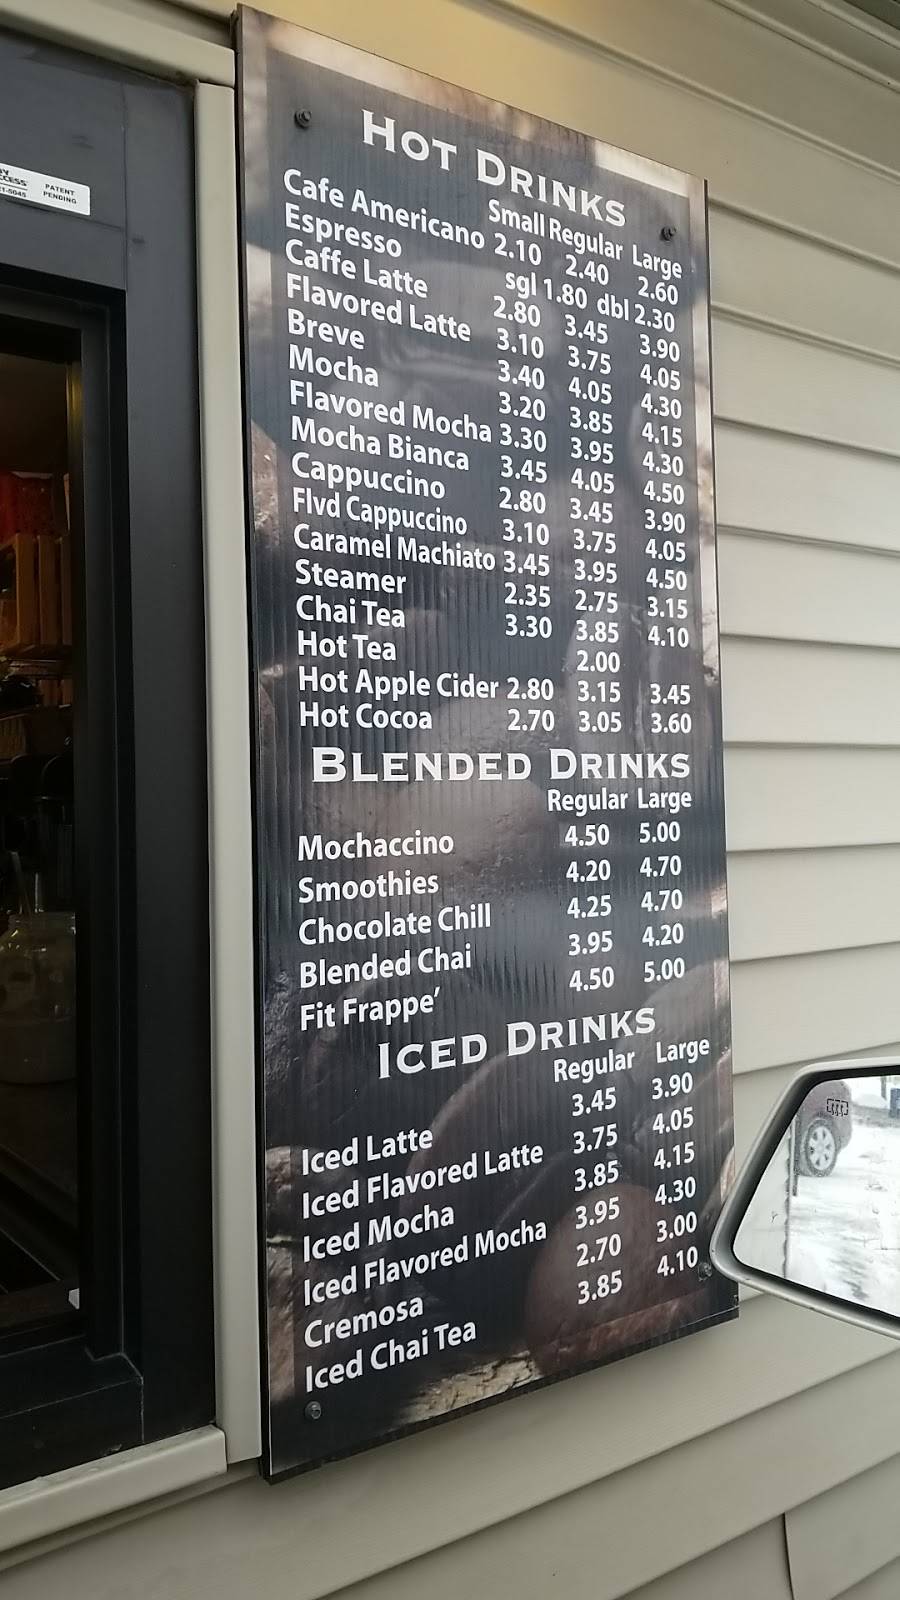 CCESS
PATENT
PENDING
HOT DRINKS
Small Regular Large
Cafe Americano 2.10 2.40 2.60
Espresso sgl 1.80 dbl 2.30
Caffe Latte 2.80 3.45 3.90
Flavored Latte 3.10 3.75 4.05
Breve 3.40 4.05 4.30
Mocha 3.20 3.85 4.15
Flavored Mocha 3.30 3.95 4.30
Mocha Bianca 3.45 4.05 4.50
Cappuccino 2.80 3.45 3.90
Flvd Cappuccino 3.10 3.75 4.05
Caramel Machiato 3.45 3.95 4.50
Steamer 2.35 2.75 3.15
Chai Tea 3.30 3.85 4.10
Hot Tea 2.00
Hot Apple Cider 2.80 3.15 3.45
Hot Cocoa 2.70 3.05 3.60
BLENDED DRINKS
Regular Large
Mochaccino 4.50 5.00
Smoothies 4.20 4.70
Chocolate Chill 4.25 4.70
Blended Chai 3.95 4.20
Fit Frappe' 4.50 5.00
ICED DRINKS
Regular Large
Iced Latte 3.45 3.90
Iced Flavored Latte 3.75 4.05
Iced Mocha 3.85 4.15
Iced Flavored Mocha 3.95 4.30
Cremosa 2.70 3.00
Iced Chai Tea 3.85 4.10